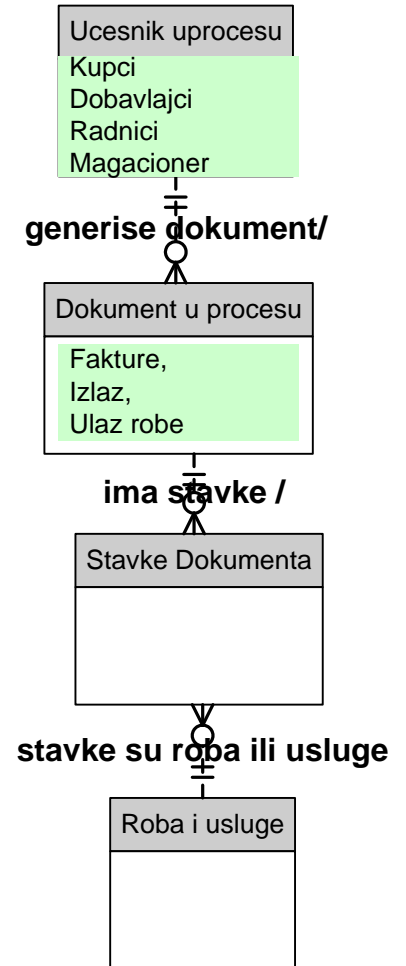 Ucesnik uprocesu
Kupci
Dobavlajci
Radnici
Magacioner
generise dokument/
Dokument u procesu
Fakture,
Izlaz,
Ulaz robe
ima stavke /
Stavke Dokumenta
stavke su roba ili usluge
Roba i usluge